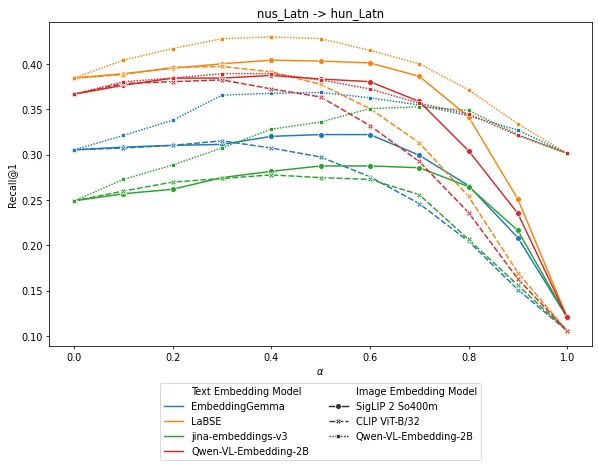 nus_Latn -> hun_Latn
Recall@1
0.40
0.35
0.30
0.25
0.20
0.15
0.10
0.0 0.2 0.4 0.6 0.8 1.0
α
Text Embedding Model Image Embedding Model
EmbeddingGemma SigLIP 2 So400m
LaBSE CLIP ViT-B/32
jina-embeddings-v3 Qwen-VL-Embedding-2B
Qwen-VL-Embedding-2B